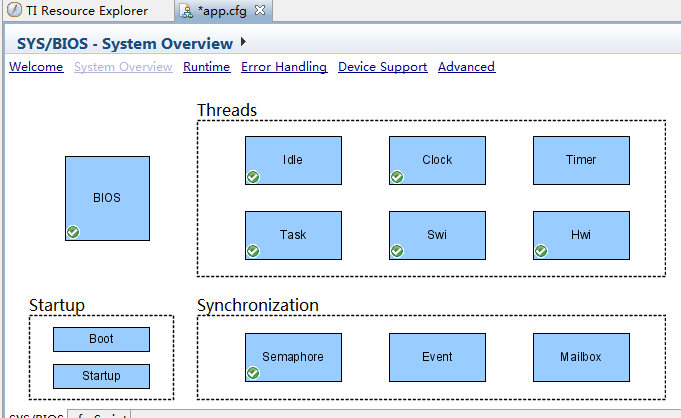 TI Resource Explorer
*app.cfg
SYS/BIOS - System Overview
Welcome System Overview Runtime Error Handling Device Support Advanced
Threads
Idle Clock Timer
BIOS
Task Swi Hwi
Startup
Synchronization
Boot
Semaphore Event Mailbox
Startup
SYS/BIOS